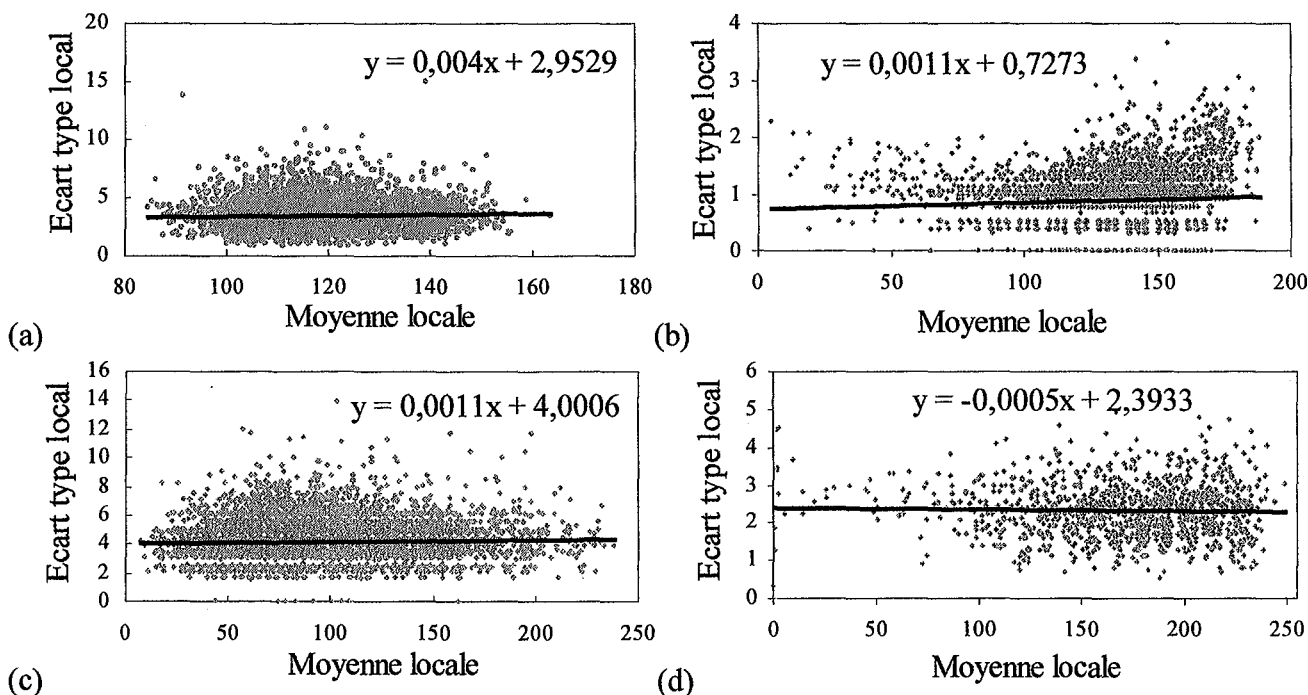 20
15
10
5
0
Ecart type local
y = 0,004x + 2,9529
80 100 120 140 160 180
Moyenne locale
(a)
4
3
2
1
0
Ecart type local
y = 0,0011x + 0,7273
0 50 100 150 200
Moyenne locale
(b)
16
14
12
10
8
6
4
2
0
Ecart type local
y = 0,0011x + 4,0006
0 50 100 150 200 250
Moyenne locale
(c)
6
5
4
3
2
1
0
Ecart type local
y = -0,0005x + 2,3933
0 50 100 150 200 250
Moyenne locale
(d)